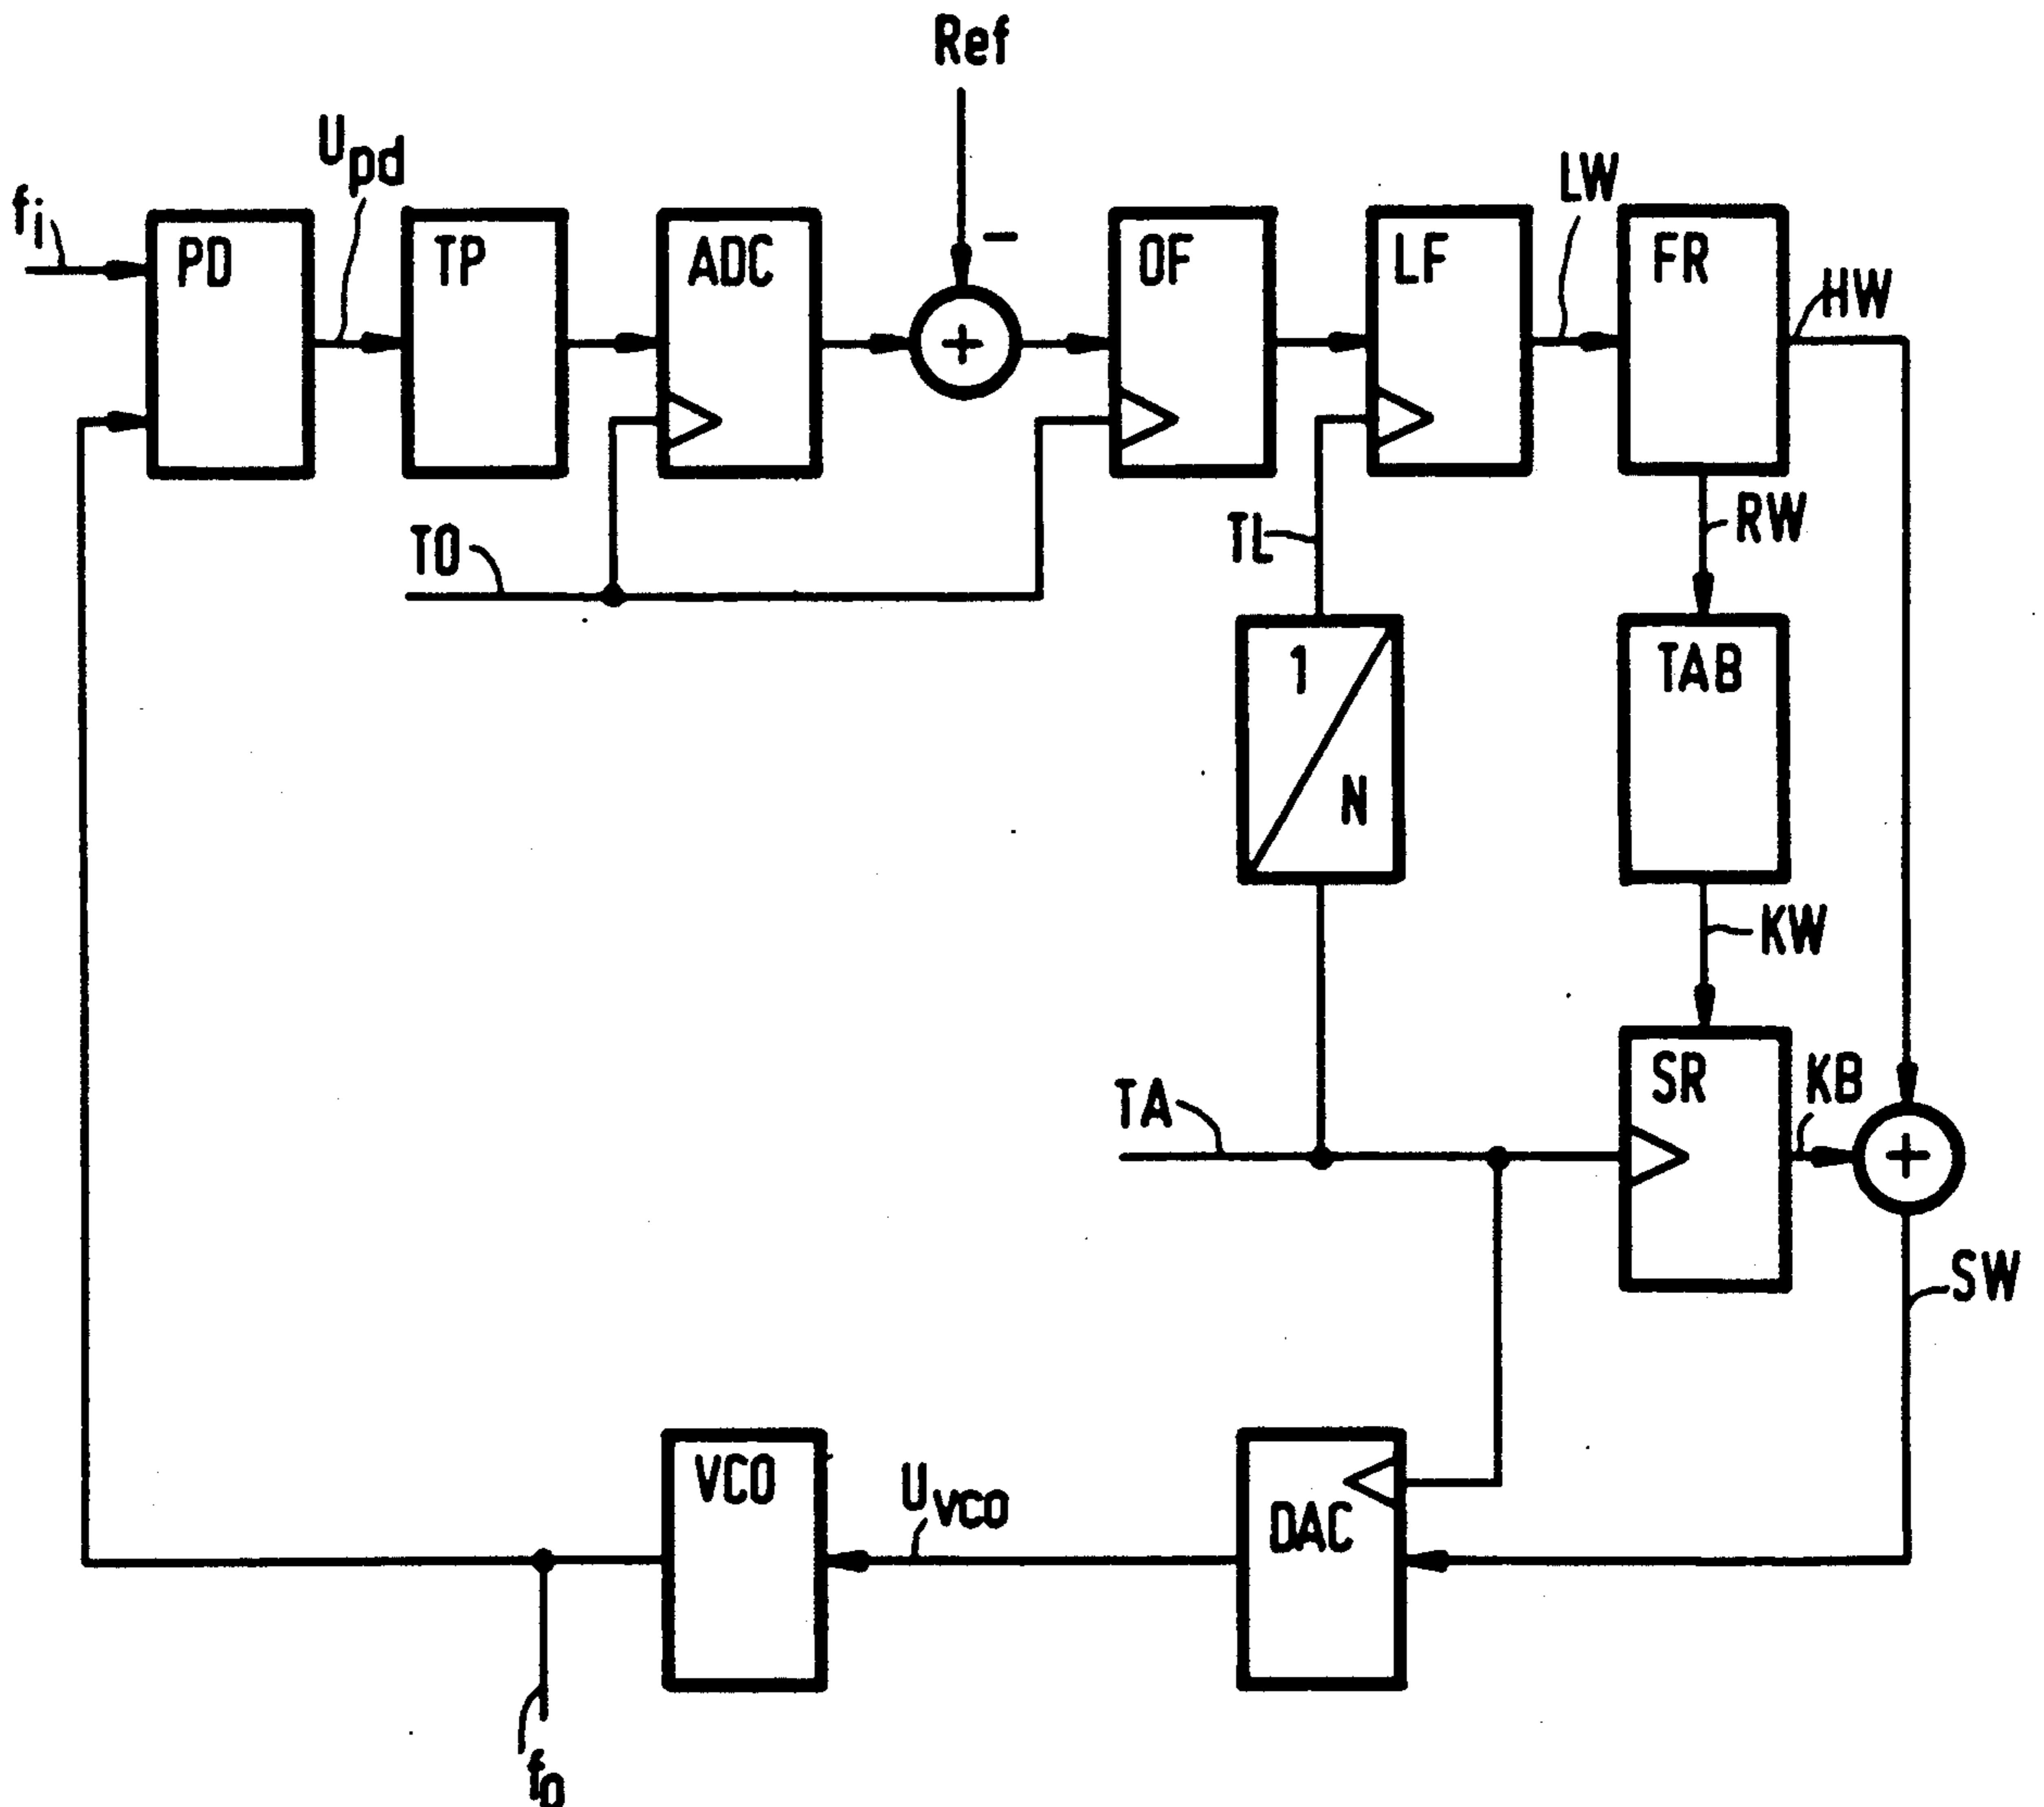 Ref
U_pd
f_i
PD
TP
ADC
−
+
OF
LF
LW
FR
HW
TO
TL
RW
1
N
TAB
KW
TA
SR
KB
+
SW
VCO
U_VCO
DAC
f_o